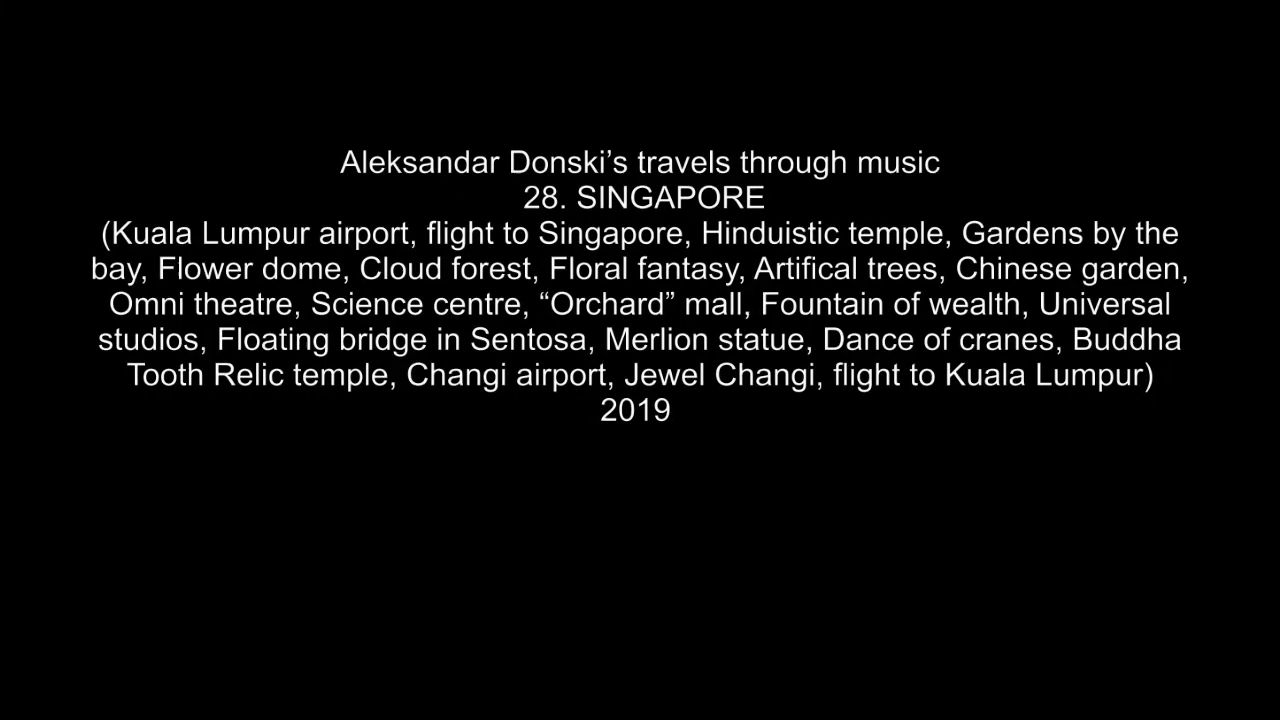 Aleksandar Donski’s travels through music
28. SINGAPORE
(Kuala Lumpur airport, flight to Singapore, Hinduistic temple, Gardens by the
bay, Flower dome, Cloud forest, Floral fantasy, Artifical trees, Chinese garden,
Omni theatre, Science centre, “Orchard” mall, Fountain of wealth, Universal
studios, Floating bridge in Sentosa, Merlion statue, Dance of cranes, Buddha
Tooth Relic temple, Changi airport, Jewel Changi, flight to Kuala Lumpur)
2019